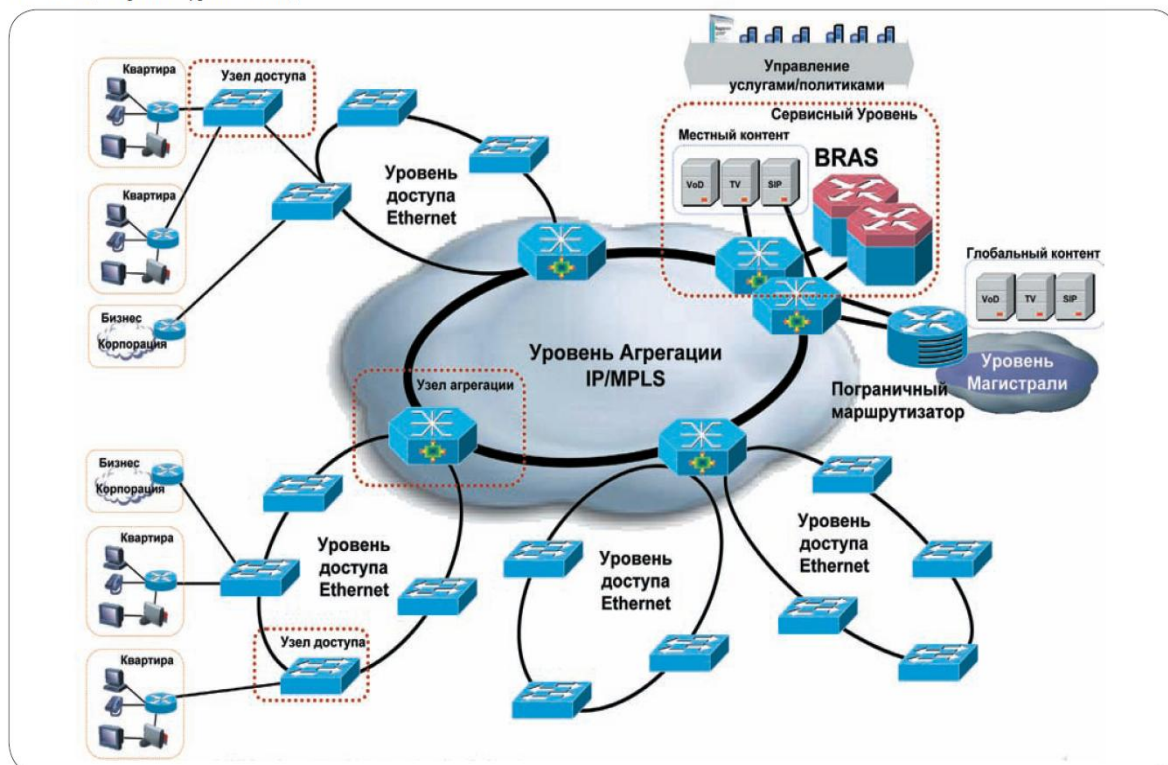 Управление
услугами/политиками
Сервисный Уровень
Местный контент
BRAS
VoD
TV
SIP
Квартира
Узел доступа
Уровень
доступа
Ethernet
Квартира
Бизнес
Корпорация
Глобальный контент
VoD
TV
SIP
Уровень
Магистрали
Пограничный
маршрутизатор
Уровень Агрегации
IP/MPLS
Узел агрегации
Бизнес
Корпорация
Квартира
Уровень
доступа
Ethernet
Узел доступа
Квартира
Уровень
доступа
Ethernet
Уровень
доступа
Ethernet